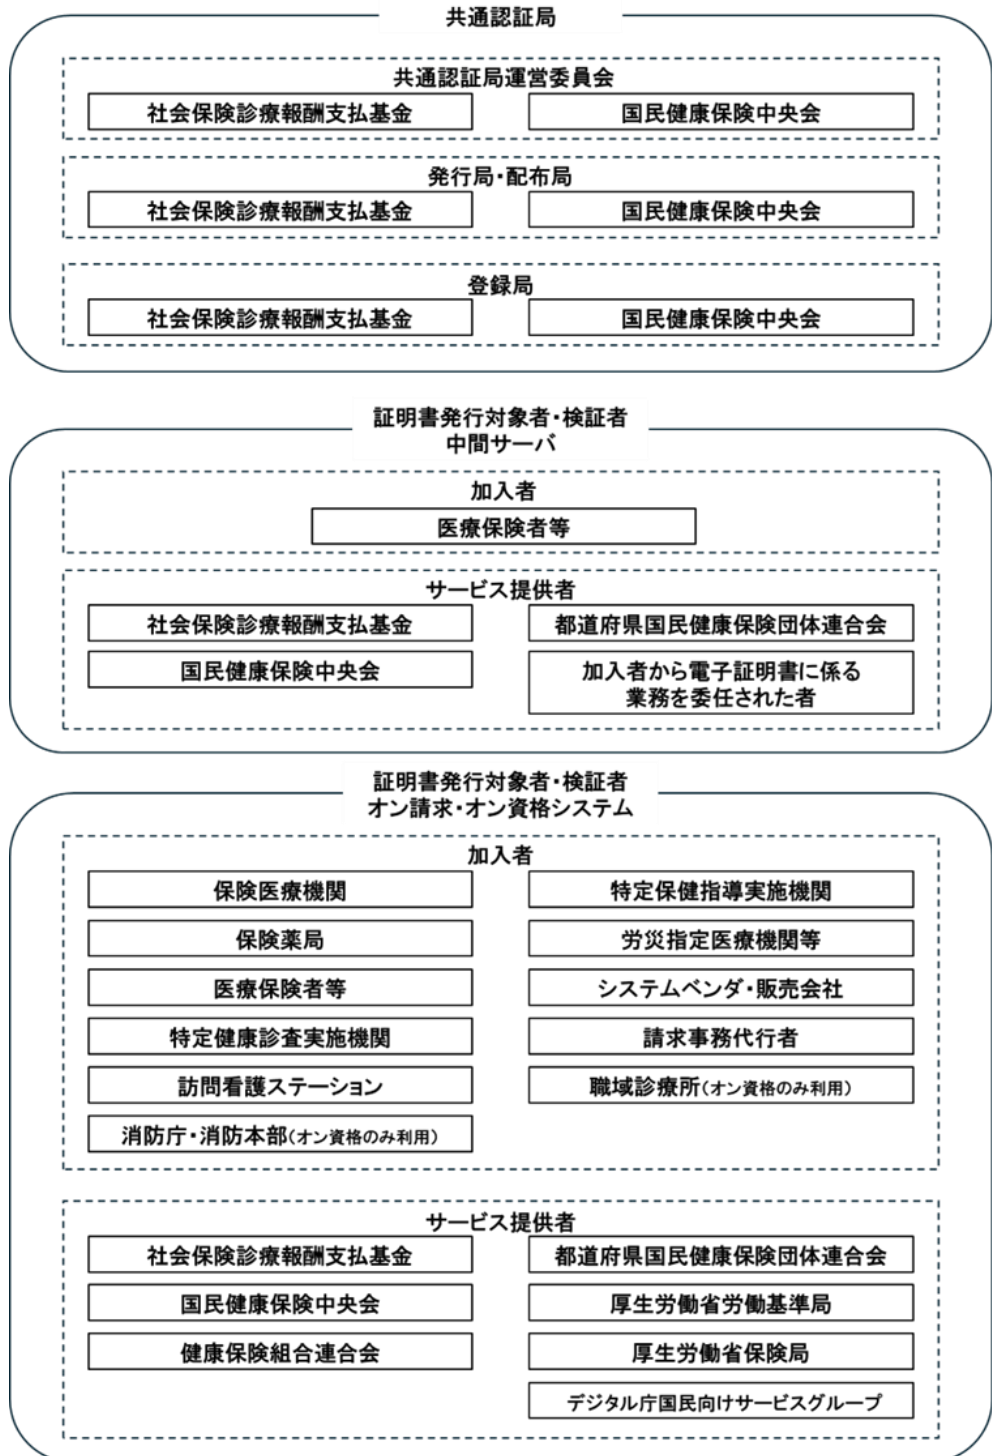 共通認証局
共通認証局運営委員会
社会保険診療報酬支払基金
国民健康保険中央会
発行局・配布局
社会保険診療報酬支払基金
国民健康保険中央会
登録局
社会保険診療報酬支払基金
国民健康保険中央会
証明書発行対象者・検証者
中間サーバ
加入者
医療保険者等
サービス提供者
社会保険診療報酬支払基金
都道府県国民健康保険団体連合会
国民健康保険中央会
加入者から電子証明書に係る
業務を委任された者
証明書発行対象者・検証者
オン請求・オン資格システム
加入者
保険医療機関
特定保健指導実施機関
保険薬局
労災指定医療機関等
医療保険者等
システムベンダ・販売会社
特定健康診査実施機関
請求事務代行者
訪問看護ステーション
職域診療所(オン資格のみ利用)
消防庁・消防本部(オン資格のみ利用)
サービス提供者
社会保険診療報酬支払基金
都道府県国民健康保険団体連合会
国民健康保険中央会
厚生労働省労働基準局
健康保険組合連合会
厚生労働省保険局
デジタル庁国民向けサービスグループ